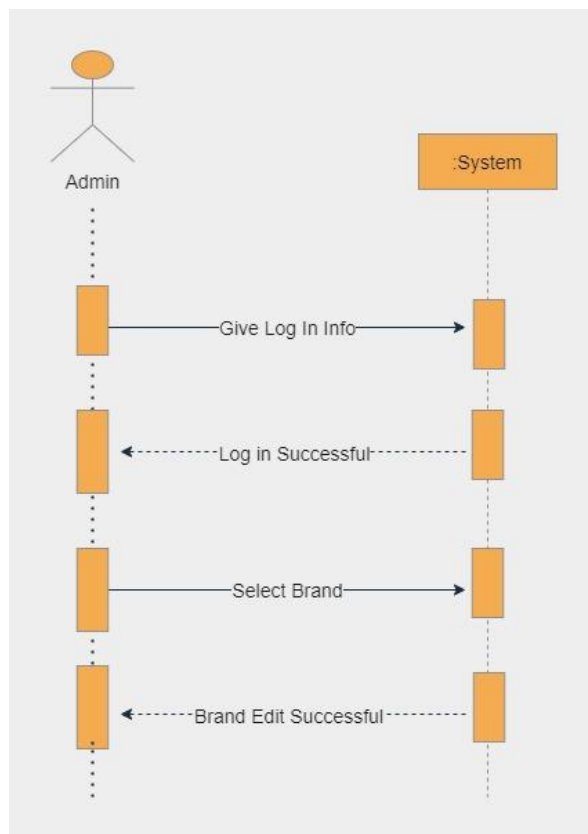 :System
Admin
Give Log In Info
Log in Successful
Select Brand
Brand Edit Successful